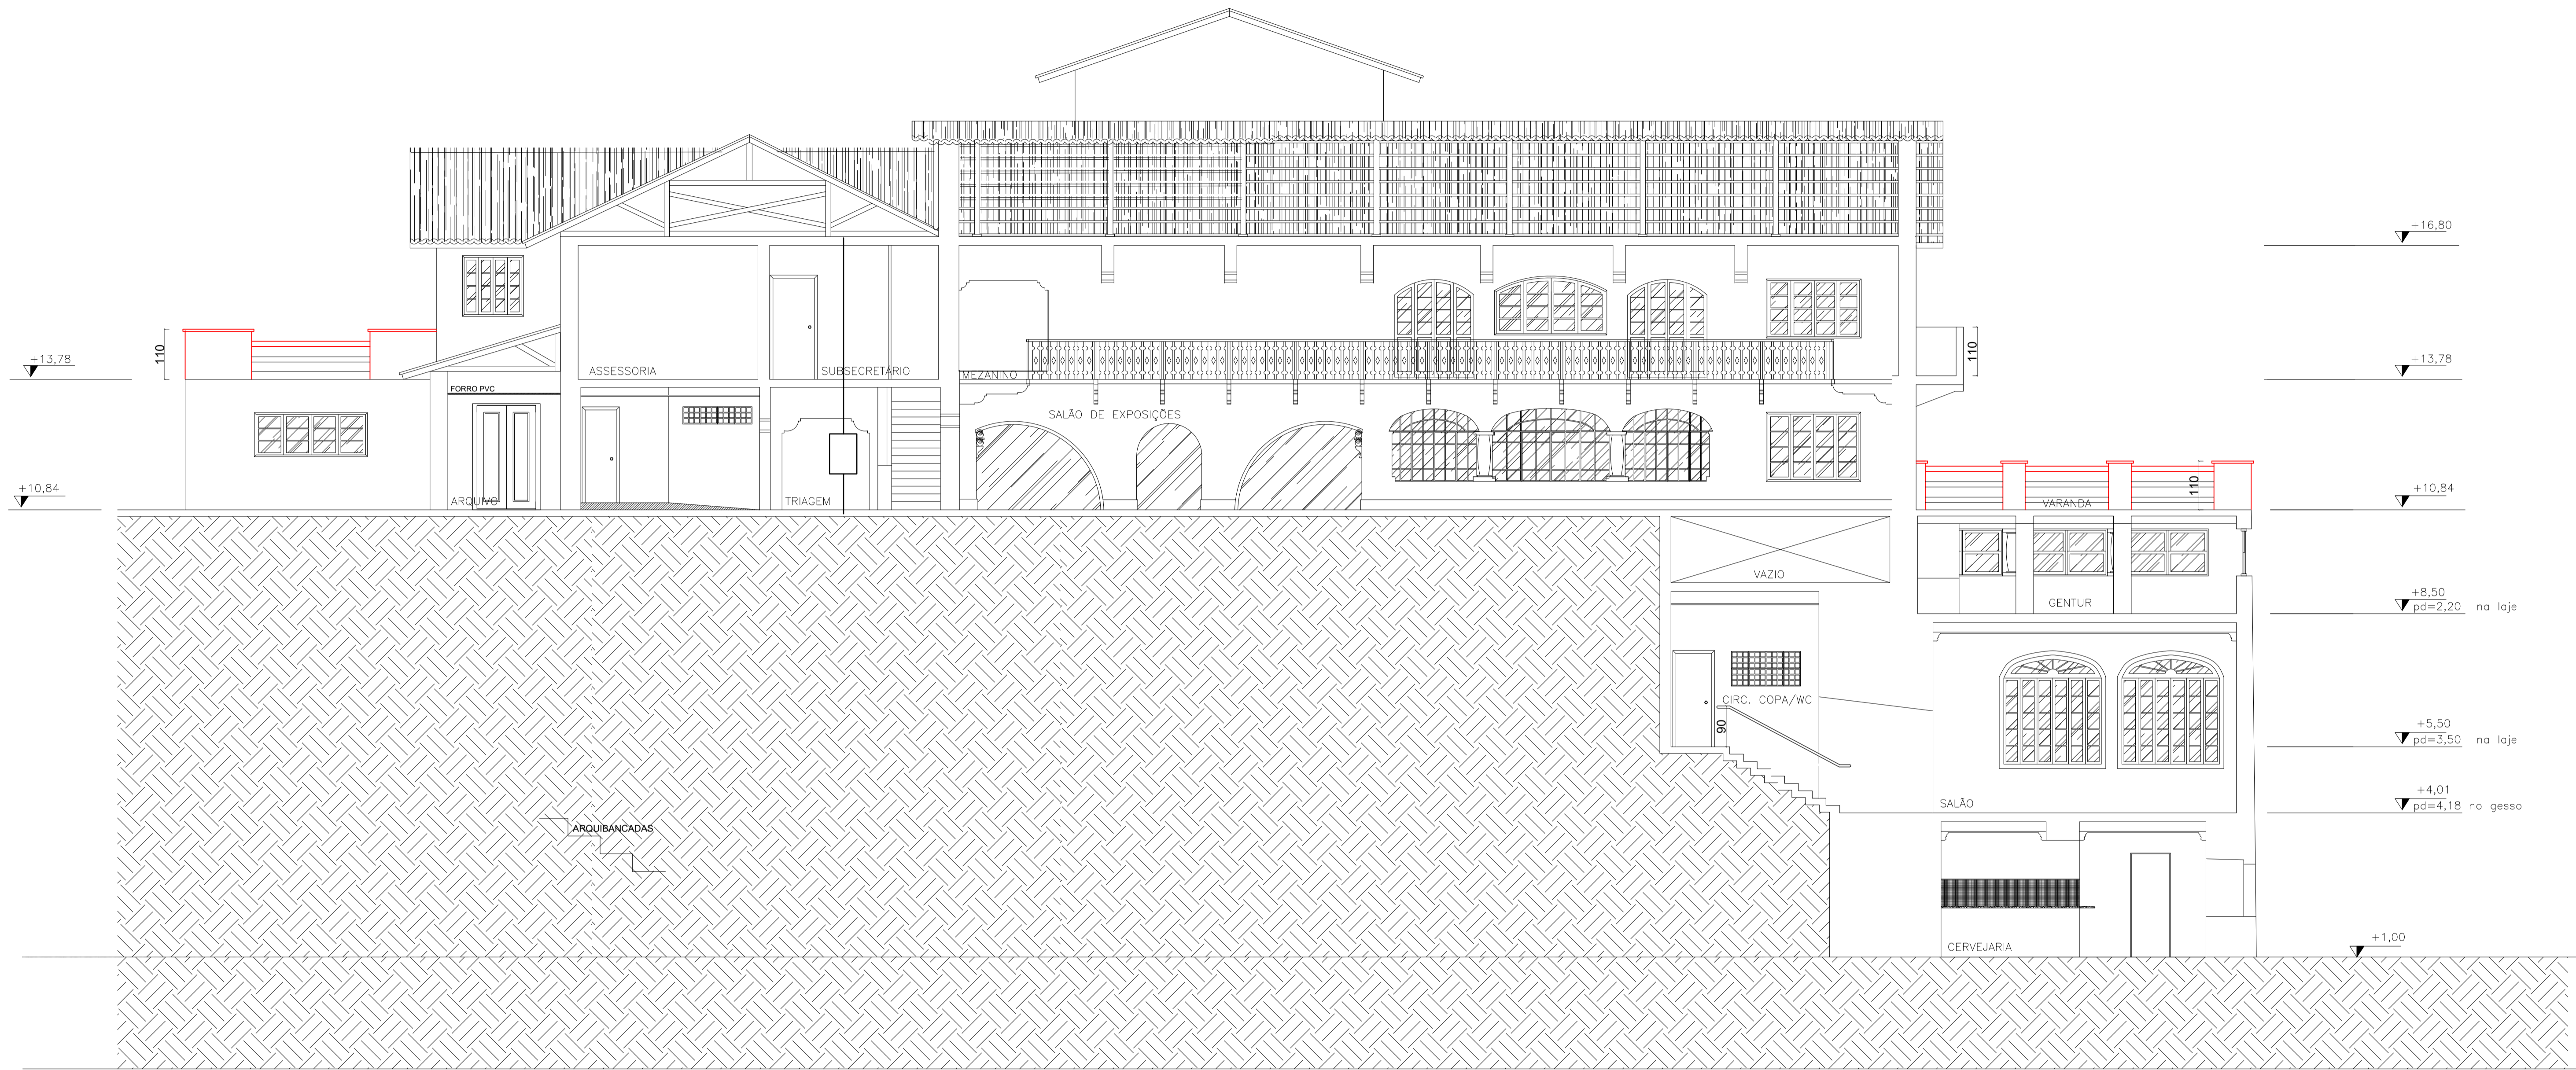 +16,80
110
+13,78
ASSESSORIA
SUBSECRETÁRIO
MEZANINO
110
+13,78
FORRO PVC
SALÃO DE EXPOSIÇÕES
+10,84
ARQUIVO
TRIAGEM
110
VARANDA
+10,84
VAZIO
GENTUR
+8,50
pd=2,20 na laje
CIRC. COPA/WC
90
+5,50
pd=3,50 na laje
SALÃO
+4,01
pd=4,18 no gesso
ARQUIBANCADAS
CERVEJARIA
+1,00